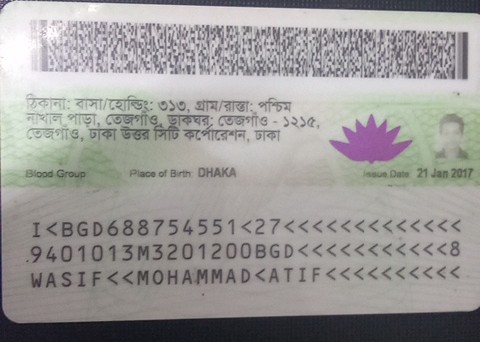 ঠিকানা: বাসা/হোল্ডিং: ৩১৩, গ্রাম/রাস্তা: পশ্চিম
নাখাল পাড়া, তেজগাঁও, ডাকঘর: তেজগাঁও - ১২১৫,
তেজগাঁও, ঢাকা উত্তর সিটি কর্পোরেশন, ঢাকা
Blood Group Place of Birth: DHAKA Issue Date 21 Jan 2017
I<BGD688754551<27<<<<<<<<<<<<<
9401013M3201200BGD<<<<<<<<<<<8
WASIF<<MOHAMMAD<ATIF<<<<<<<<<<